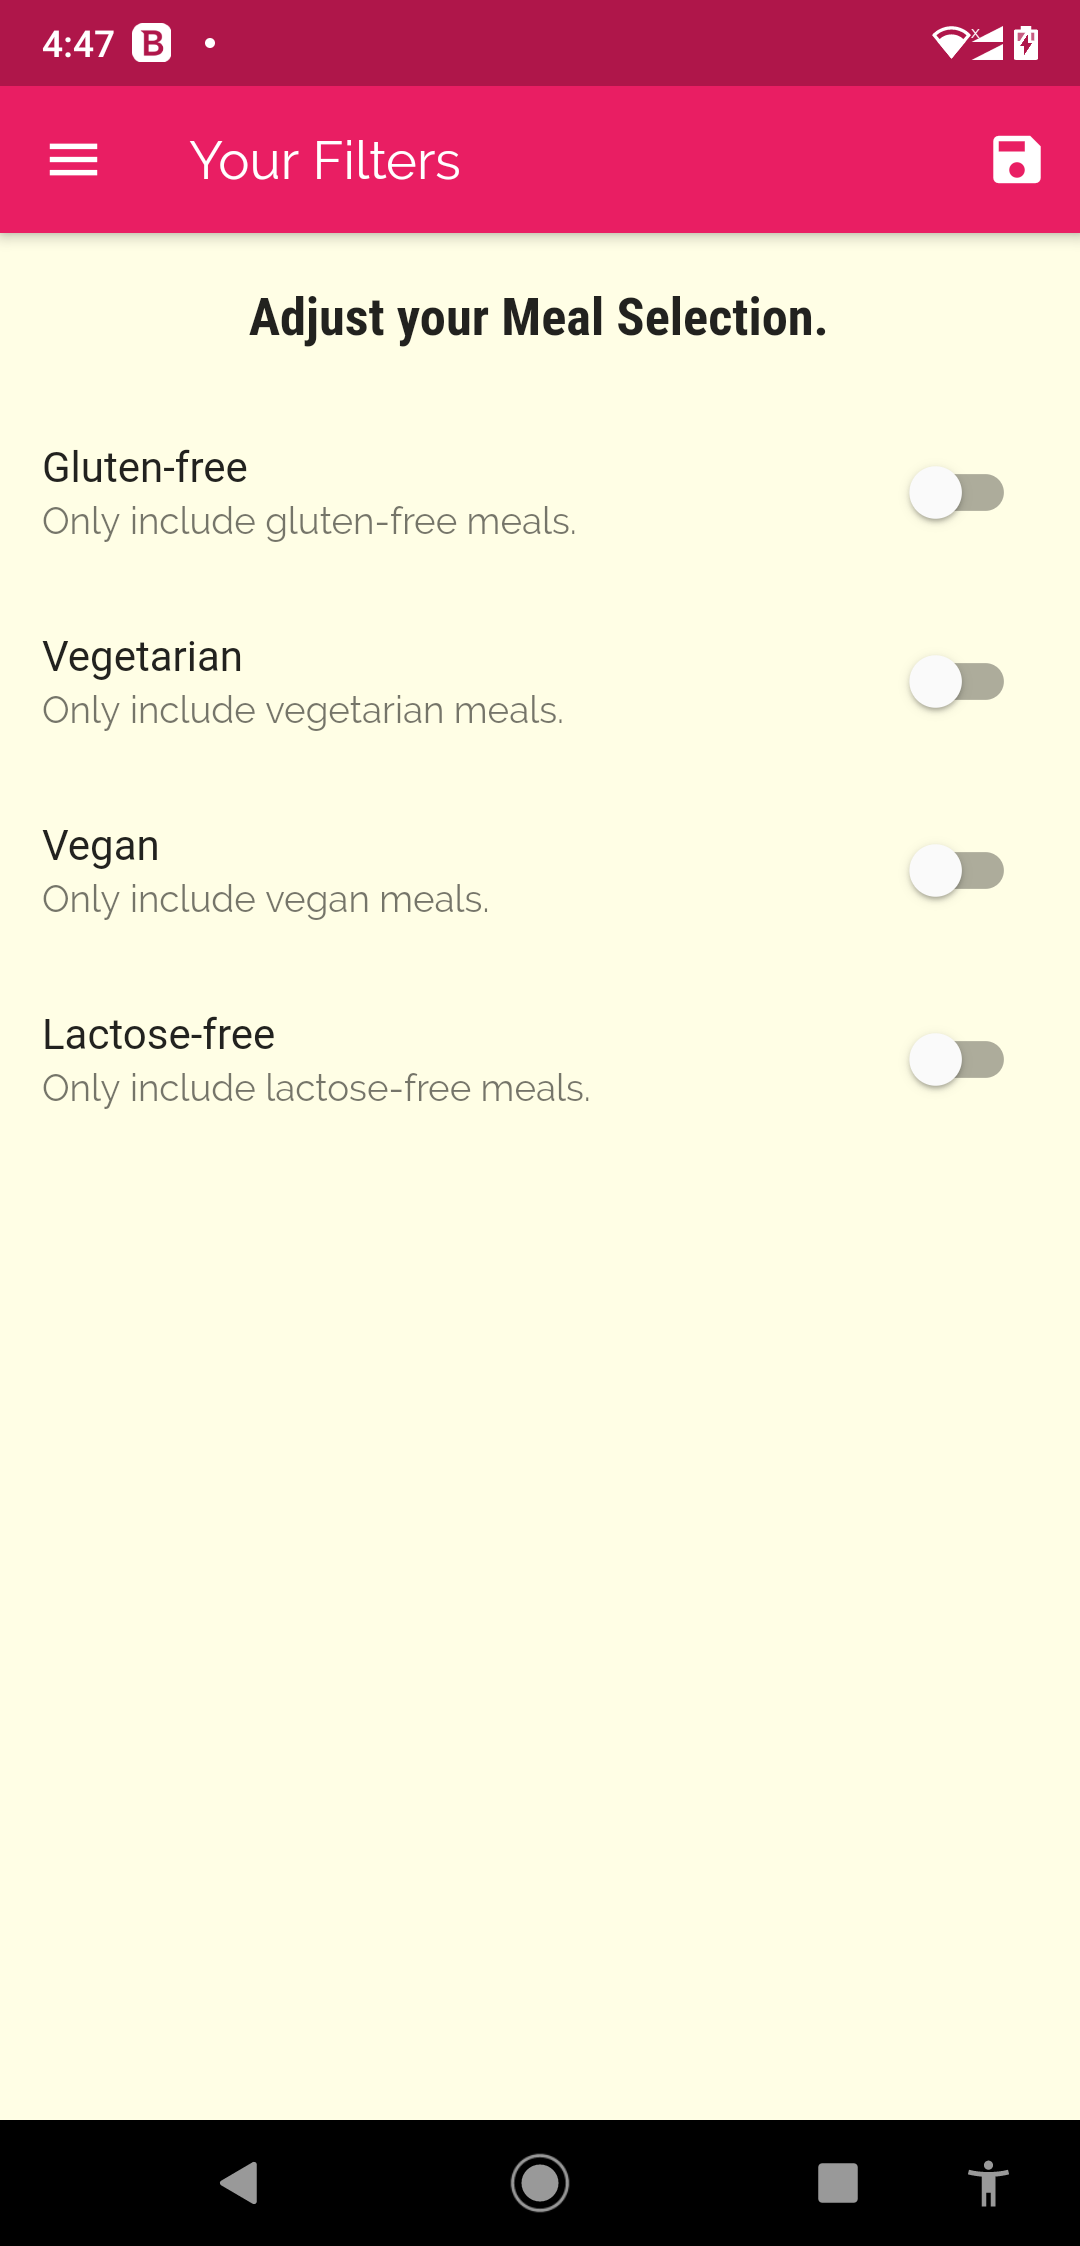 4:47 B
Your Filters
Adjust your Meal Selection.
Gluten-free
Only include gluten-free meals.
Vegetarian
Only include vegetarian meals.
Vegan
Only include vegan meals.
Lactose-free
Only include lactose-free meals.